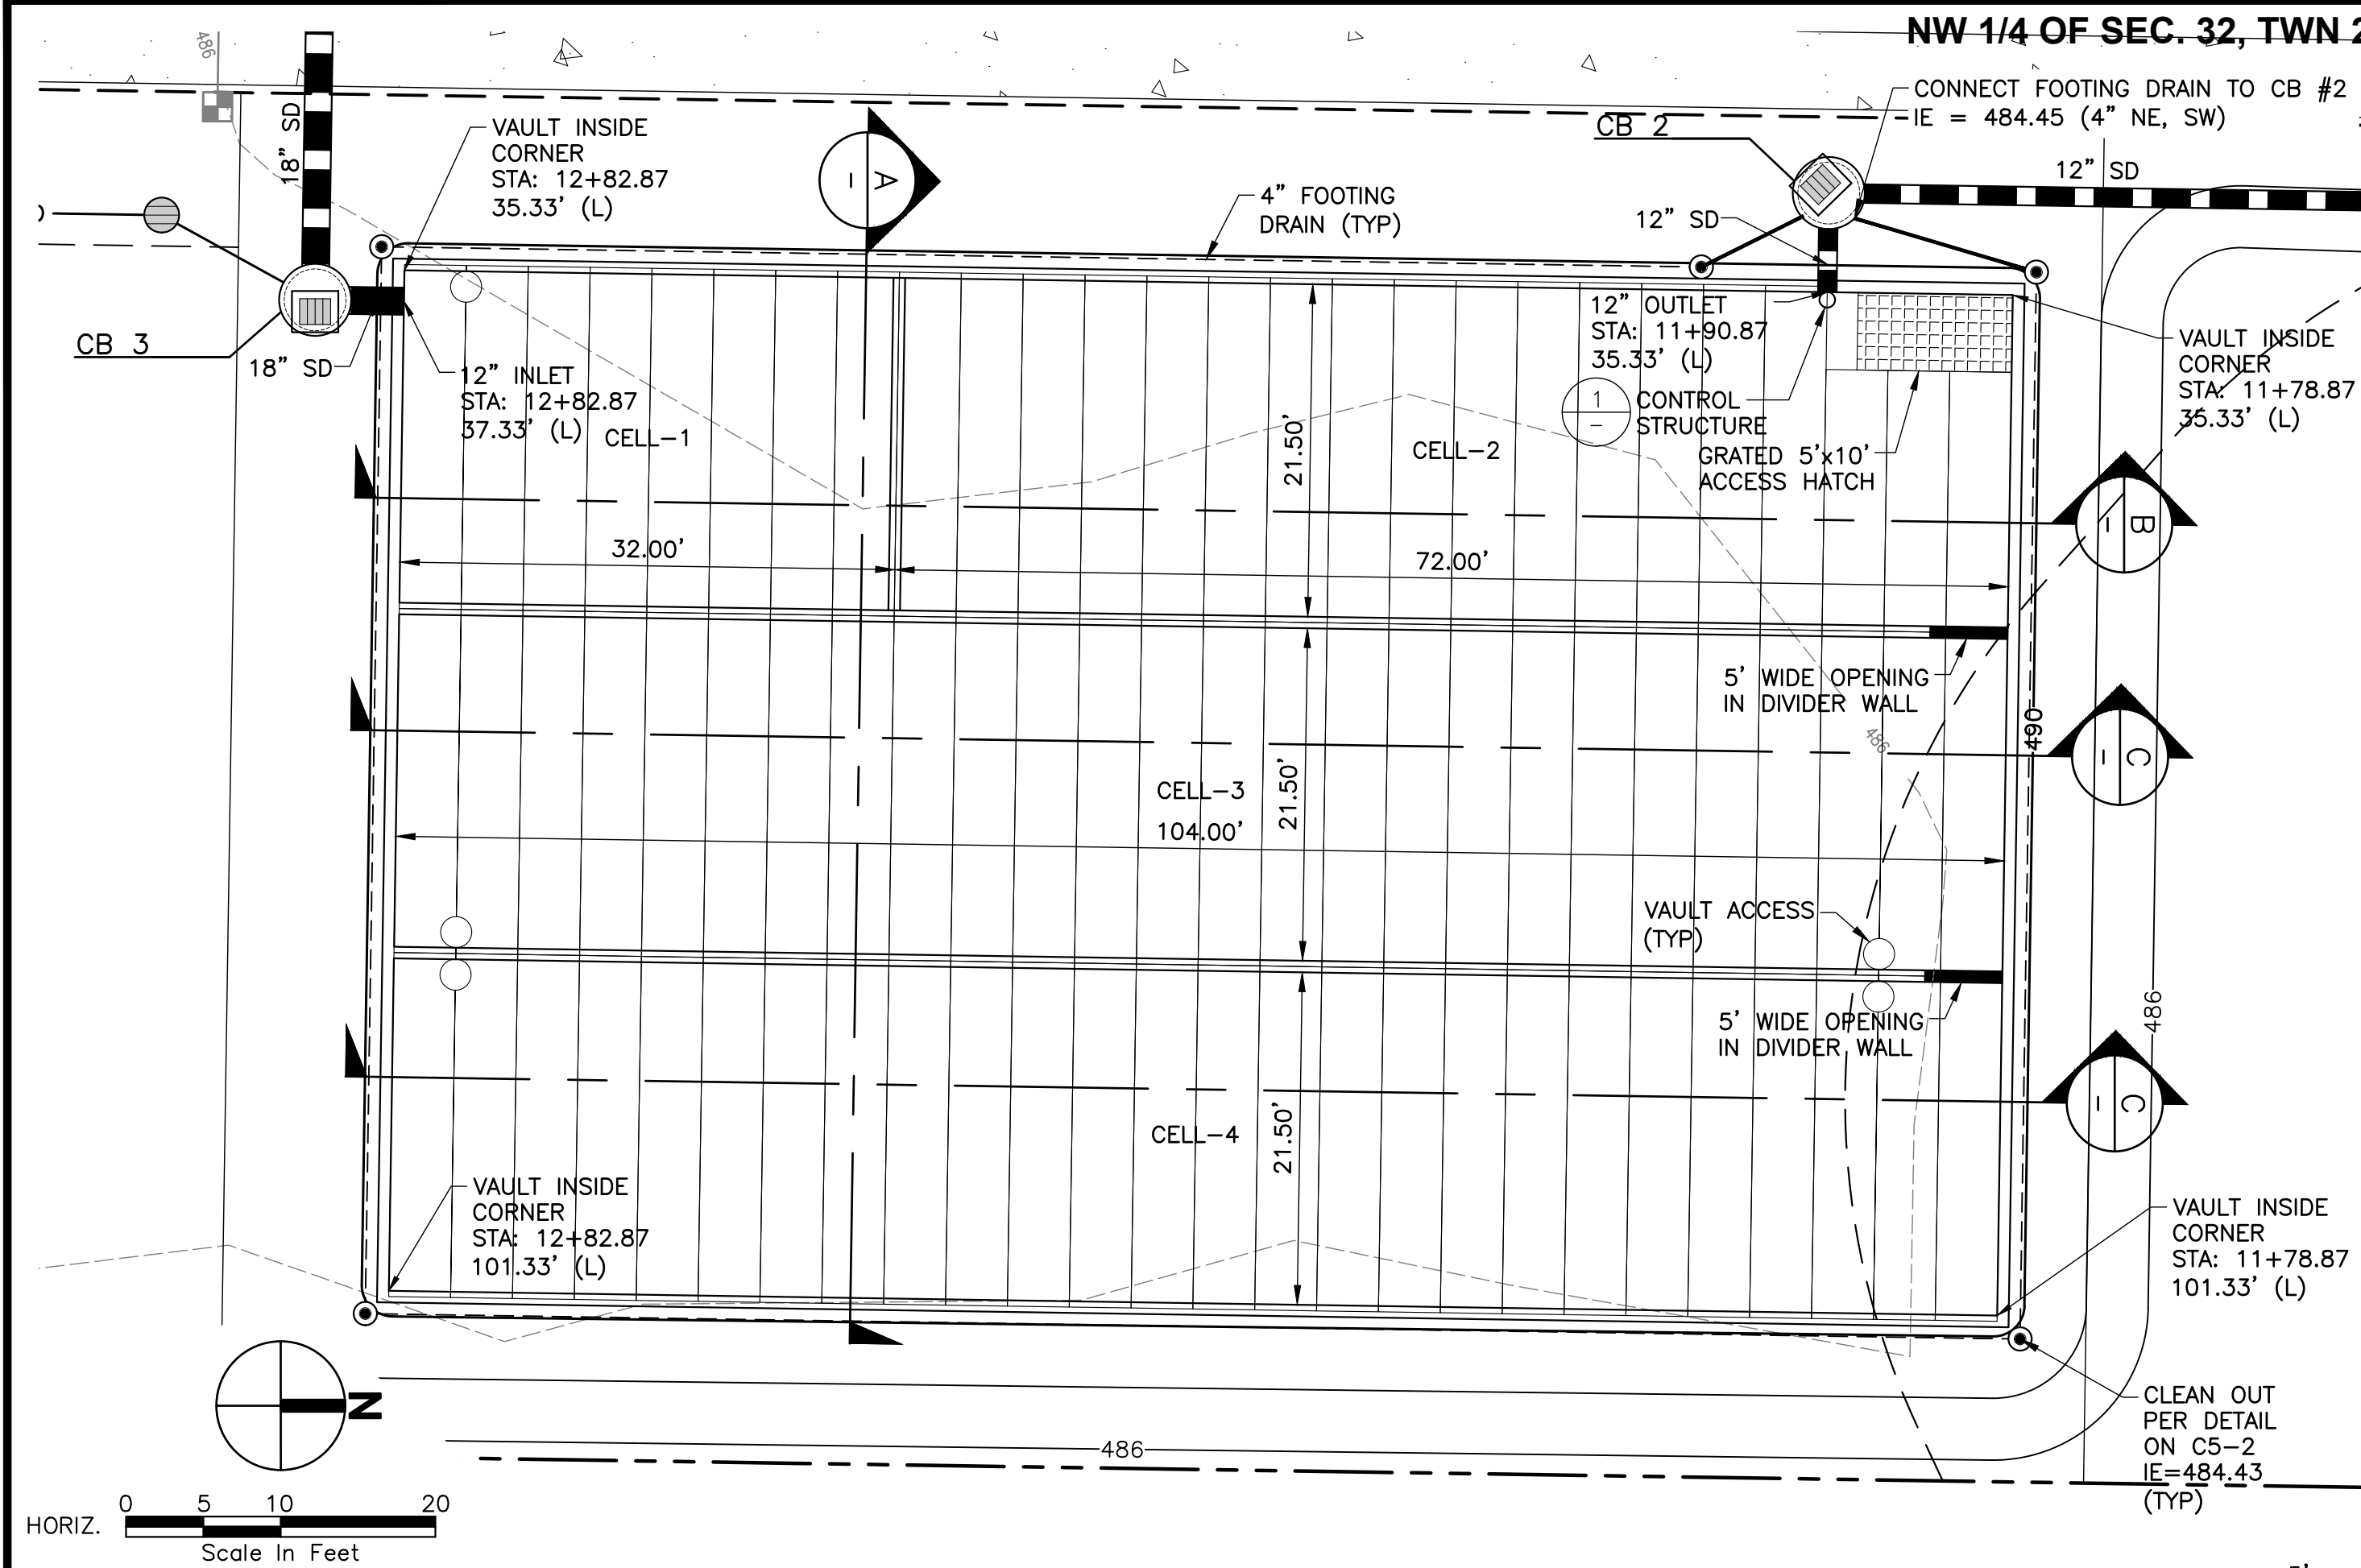 NW 1/4 OF SEC. 32, TWN 2
CONNECT FOOTING DRAIN TO CB #2
IE = 484.45 (4" NE, SW)
486
18" SD
VAULT INSIDE
CORNER
STA: 12+82.87
35.33' (L)
A
–
4" FOOTING
DRAIN (TYP)
CB 2
12" SD
12" SD
CB 3
18" SD
12" INLET
STA: 12+82.87
37.33' (L)
CELL-1
12" OUTLET
STA: 11+90.87
35.33' (L)
1
–
CONTROL
STRUCTURE
GRATED 5'x10'
ACCESS HATCH
VAULT INSIDE
CORNER
STA: 11+78.87
35.33' (L)
21.50'
CELL-2
B
–
32.00'
72.00'
5' WIDE OPENING
IN DIVIDER WALL
486
490
C
–
CELL-3
21.50'
104.00'
VAULT ACCESS
(TYP)
5' WIDE OPENING
IN DIVIDER WALL
486
C
–
CELL-4
21.50'
VAULT INSIDE
CORNER
STA: 12+82.87
101.33' (L)
VAULT INSIDE
CORNER
STA: 11+78.87
101.33' (L)
N
486
CLEAN OUT
PER DETAIL
ON C5-2
IE=484.43
(TYP)
0 5 10 20
HORIZ.
Scale In Feet